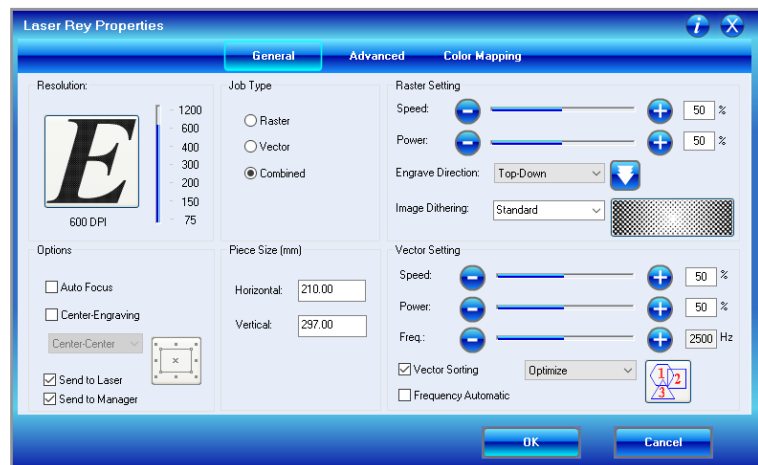 Laser Rey Properties
i X
General Advanced Color Mapping
Resolution:
E
1200
600
400
300
200
150
75
600 DPI
Job Type
Raster
Vector
Combined
Raster Setting
Speed: 50 %
Power: 50 %
Engrave Direction: Top-Down
Image Dithering: Standard
Options
Auto Focus
Center-Engraving
Center-Center
Send to Laser
Send to Manager
Piece Size (mm)
Horizontal: 210.00
Vertical: 297.00
Vector Setting
Speed: 50 %
Power: 50 %
Freq.: 2500 Hz
Vector Sorting Optimize
1 2
3
Frequency Automatic
OK Cancel